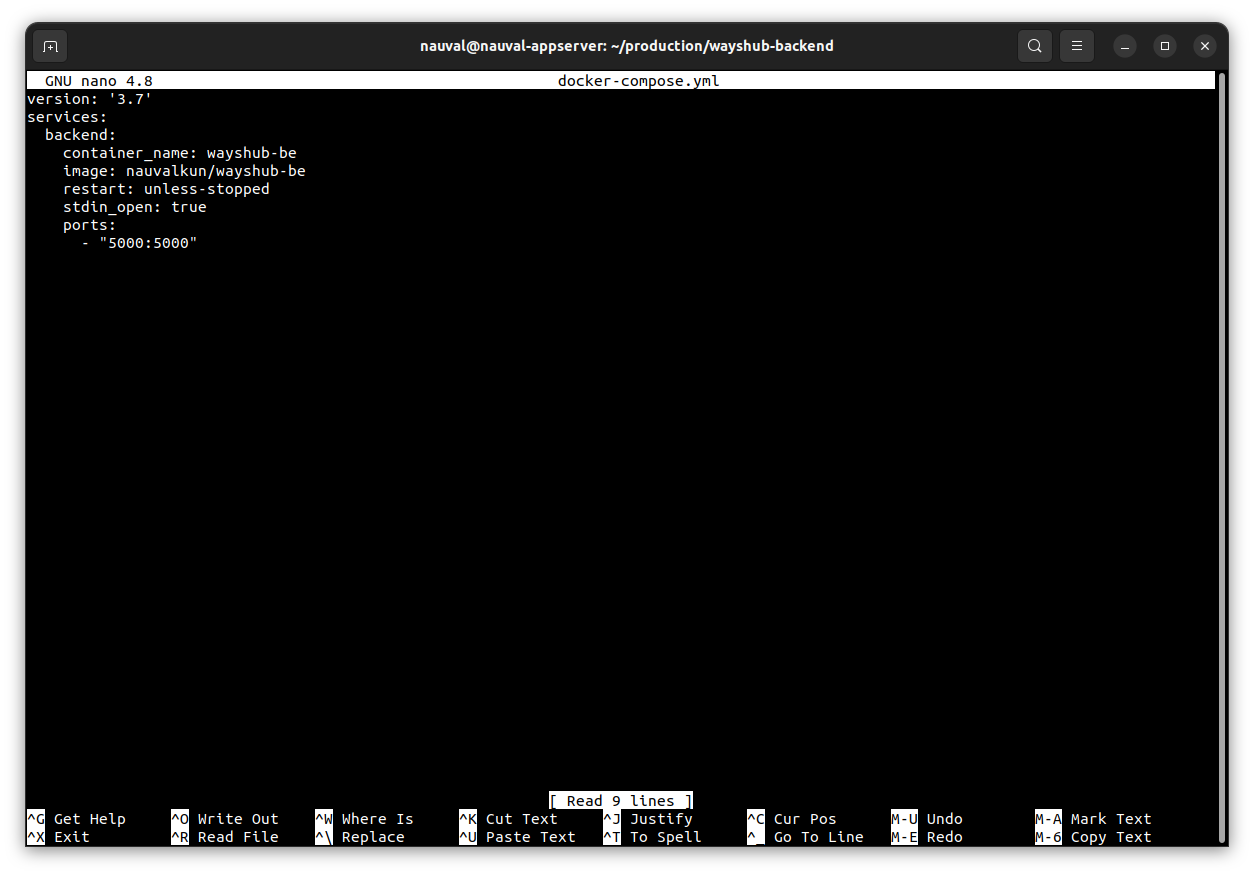 nauval@nauval-appserver: ~/production/wayshub-backend
GNU nano 4.8 docker-compose.yml
version: '3.7'
services:
  backend:
    container_name: wayshub-be
    image: nauvalkun/wayshub-be
    restart: unless-stopped
    stdin_open: true
    ports:
      - "5000:5000"
[ Read 9 lines ]
^G Get Help ^O Write Out ^W Where Is ^K Cut Text ^J Justify ^C Cur Pos M-U Undo M-A Mark Text
^X Exit ^R Read File ^\ Replace ^U Paste Text ^T To Spell ^_ Go To Line M-E Redo M-6 Copy Text